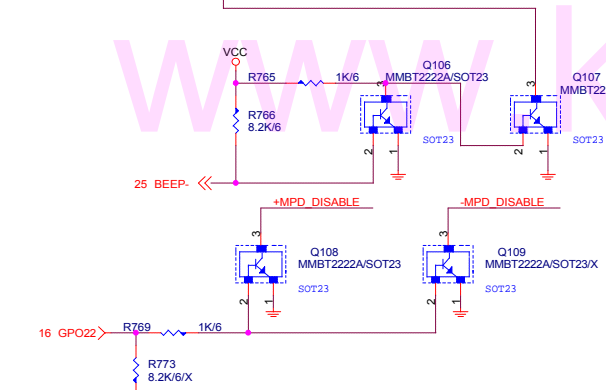 www.k
VCC
R765
1K/6
3
Q106
MMBT2222A/SOT23
3
Q107
MMBT22
R766
8.2K/6
SOT23
SOT23
2
1
2
1
25 BEEP-
+MPD_DISABLE
-MPD_DISABLE
3
Q108
MMBT2222A/SOT23
3
Q109
MMBT2222A/SOT23/X
SOT23
SOT23
2
1
2
1
16 GPO22
R769
1K/6
R773
8.2K/6/X